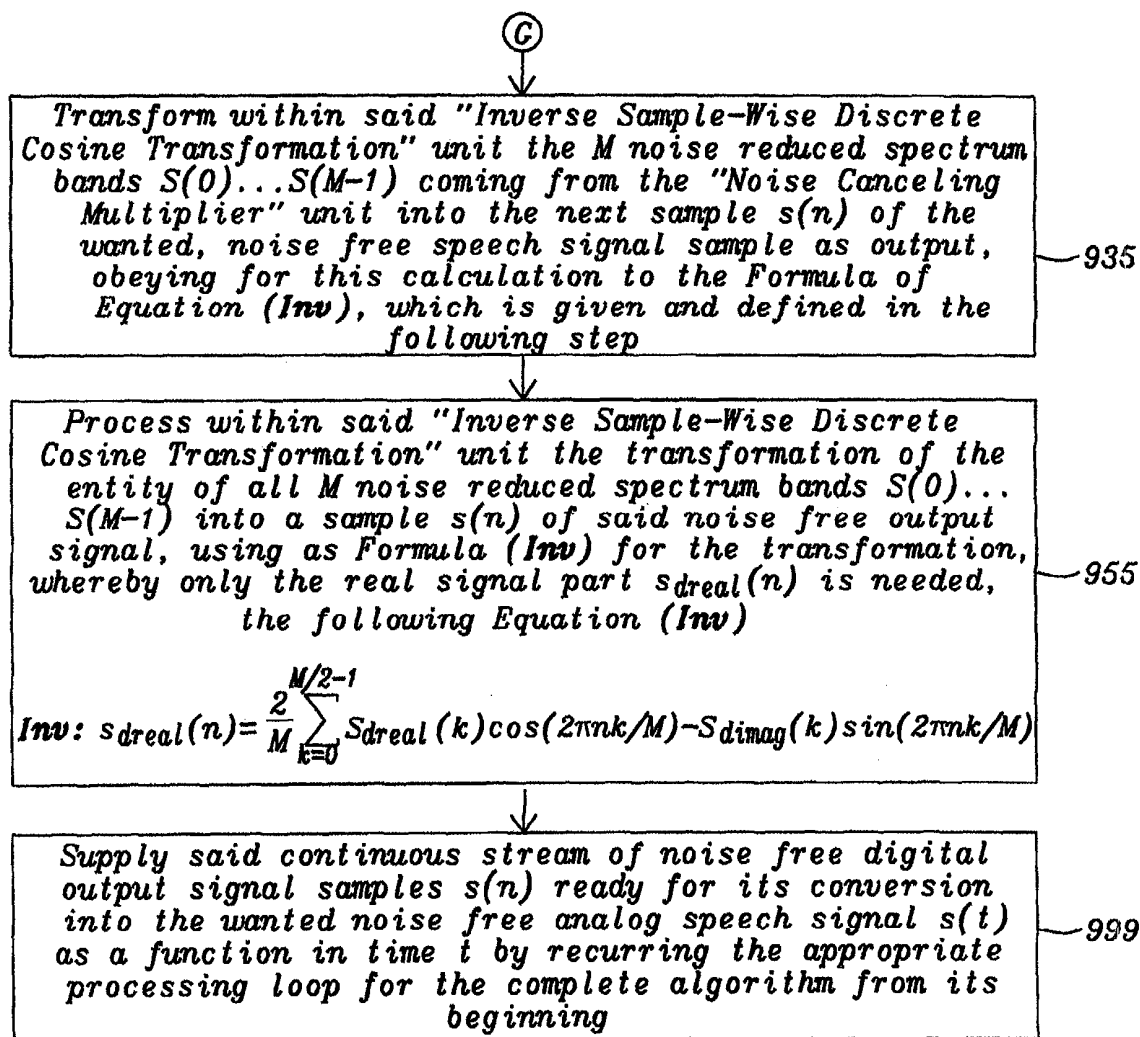 G
Transform within said "Inverse Sample-Wise Discrete
Cosine Transformation" unit the M noise reduced spectrum
bands S(0)...S(M-1) coming from the "Noise Canceling
Multiplier" unit into the next sample s(n) of the
wanted, noise free speech signal sample as output,
obeying for this calculation to the Formula of
Equation (Inv), which is given and defined in the
following step
935
Process within said "Inverse Sample-Wise Discrete
Cosine Transformation" unit the transformation of the
entity of all M noise reduced spectrum bands S(0)...
S(M-1) into a sample s(n) of said noise free output
signal, using as Formula (Inv) for the transformation,
whereby only the real signal part sdreal(n) is needed,
the following Equation (Inv)
Inv: sdreal(n)= 2/M ∑ k=0 M/2-1 Sdreal(k)cos(2πnk/M)-Sdimag(k)sin(2πnk/M)
955
Supply said continuous stream of noise free digital
output signal samples s(n) ready for its conversion
into the wanted noise free analog speech signal s(t)
as a function in time t by recurring the appropriate
processing loop for the complete algorithm from its
beginning
999